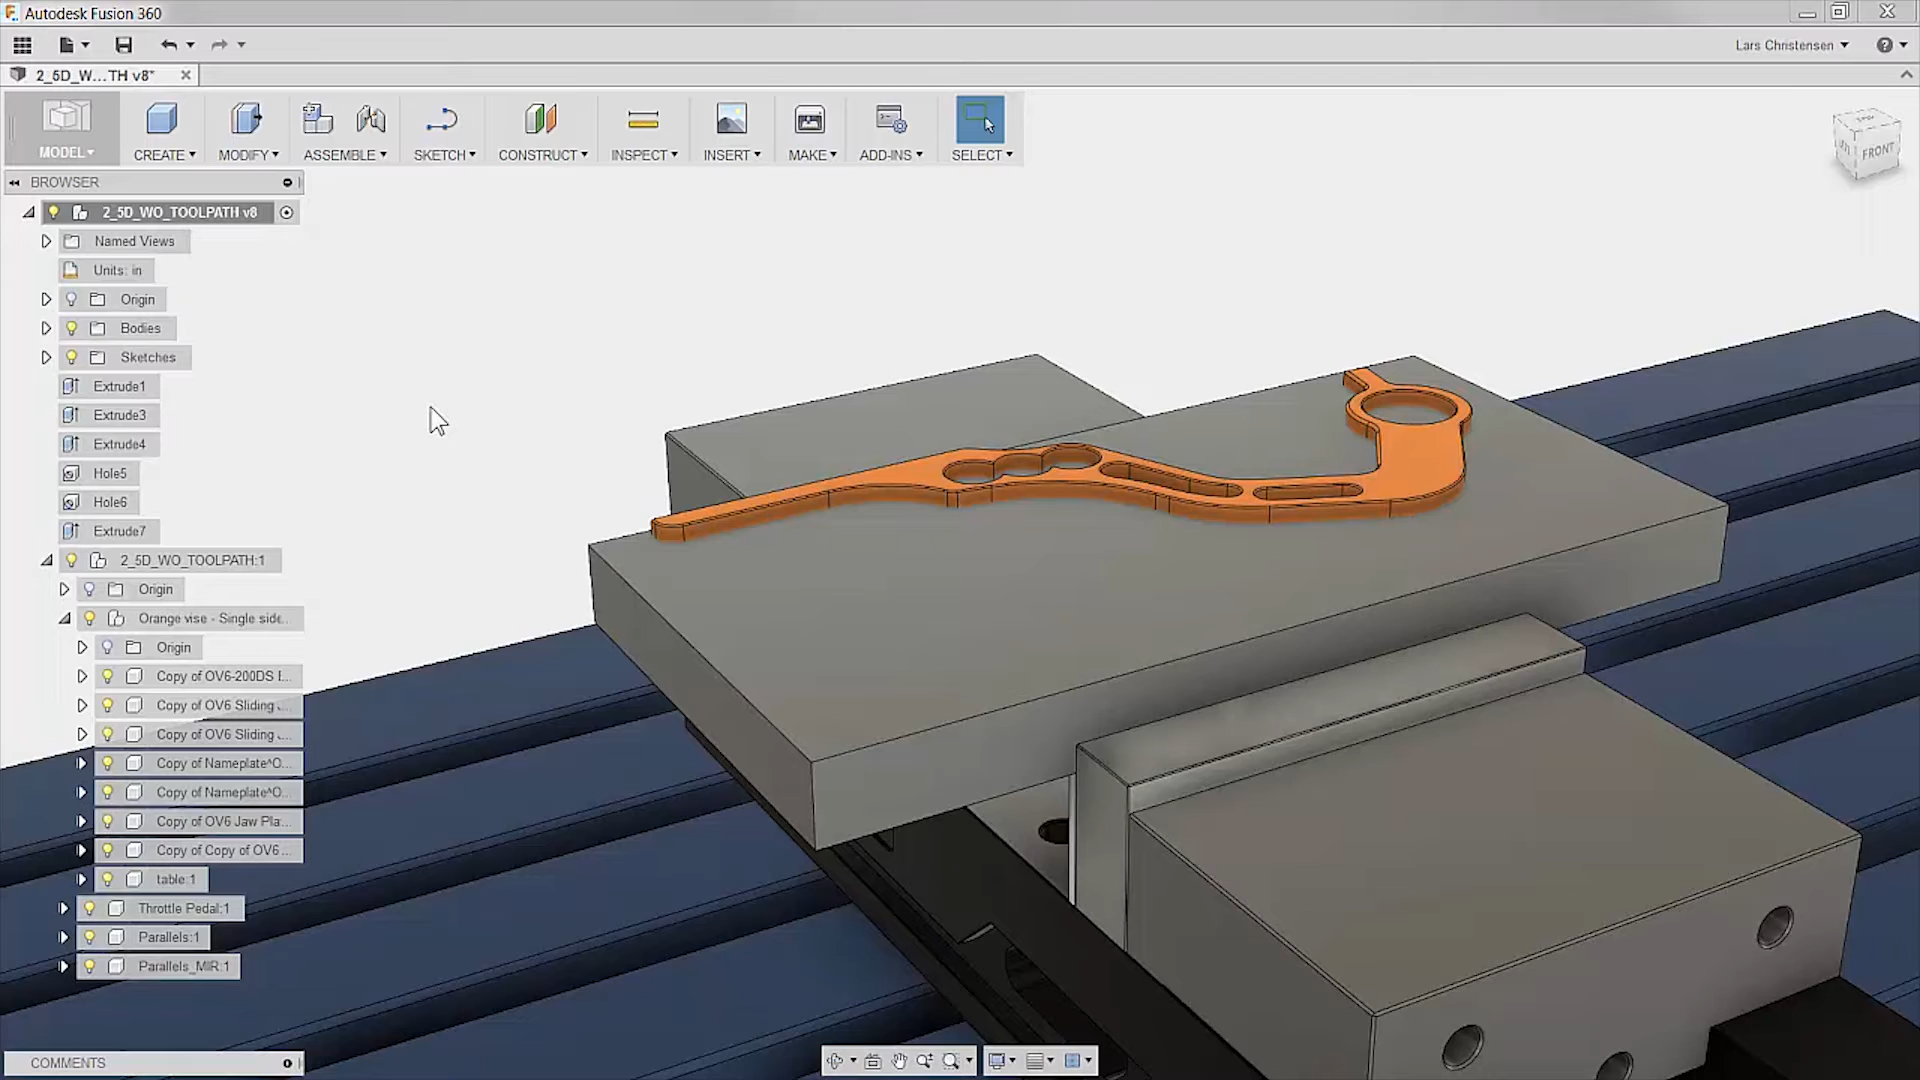 Autodesk Fusion 360
Lars Christensen
2_5D_W...TH v8*
MODEL
CREATE
MODIFY
ASSEMBLE
SKETCH
CONSTRUCT
INSPECT
INSERT
MAKE
ADD-INS
SELECT
FRONT
BROWSER
2_5D_WO_TOOLPATH v8
Named Views
Units: in
Origin
Bodies
Sketches
Extrude1
Extrude3
Extrude4
Hole5
Hole6
Extrude7
2_5D_WO_TOOLPATH:1
Origin
Orange vise - Single side...
Origin
Copy of OV6-200DS
Copy of OV6 Sliding
Copy of OV6 Sliding
Copy of Nameplate^O...
Copy of Nameplate^O...
Copy of OV6 Jaw Pla...
Copy of Copy of OV6 ...
table:1
Throttle Pedal:1
Parallels:1
Parallels_MIR:1
COMMENTS